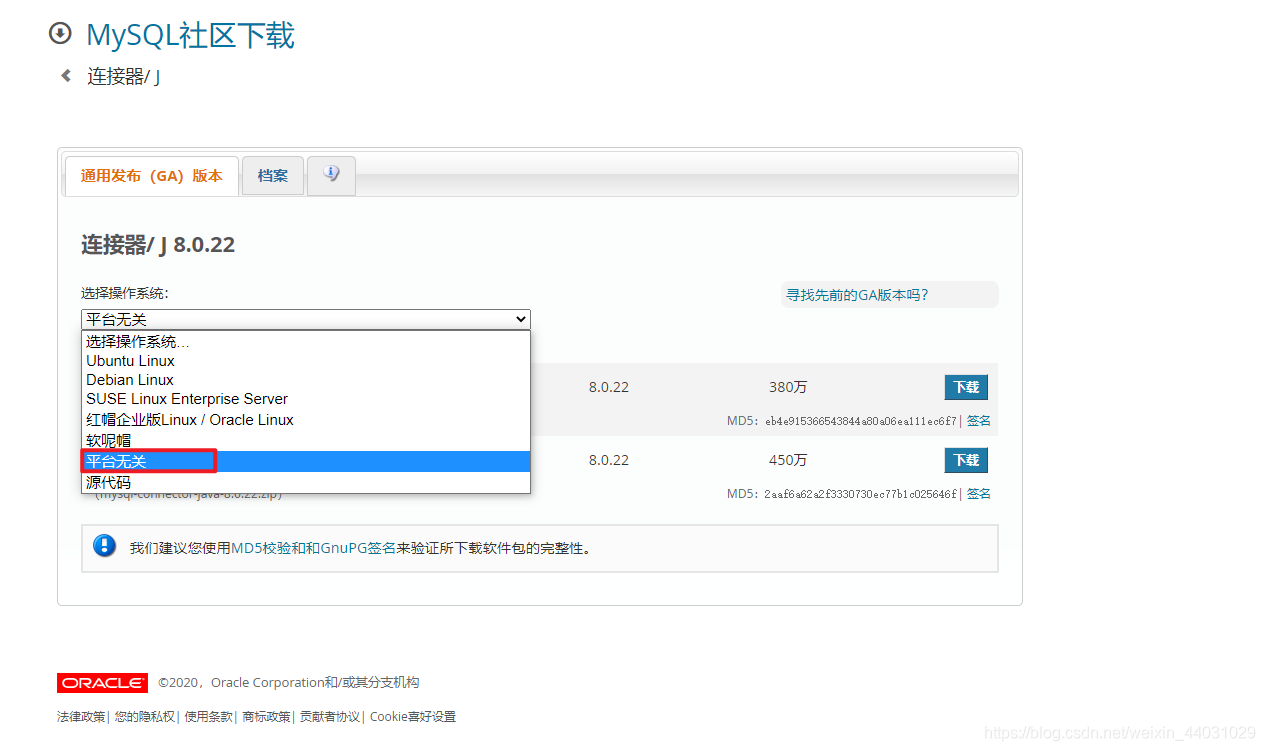 MySQL社区下载
连接器/ J
通用发布（GA）版本
档案
连接器/ J 8.0.22
选择操作系统：
寻找先前的GA版本吗？
平台无关
选择操作系统…
Ubuntu Linux
Debian Linux
SUSE Linux Enterprise Server
红帽企业版Linux / Oracle Linux
软呢帽
平台无关
源代码
8.0.22 380万 下载
MD5：eb4e915366543844a80a06ea111ec6f7 | 签名
8.0.22 450万 下载
(mysql-connector-java-8.0.22.zip) MD5：2aaf6a62a2f3330730ec77b1c025646f | 签名
我们建议您使用MD5校验和和GnuPG签名来验证所下载软件包的完整性。
ORACLE ©2020，Oracle Corporation和/或其分支机构
法律政策| 您的隐私权| 使用条款| 商标政策| 贡献者协议| Cookie喜好设置
https://blog.csdn.net/weixin_44031029